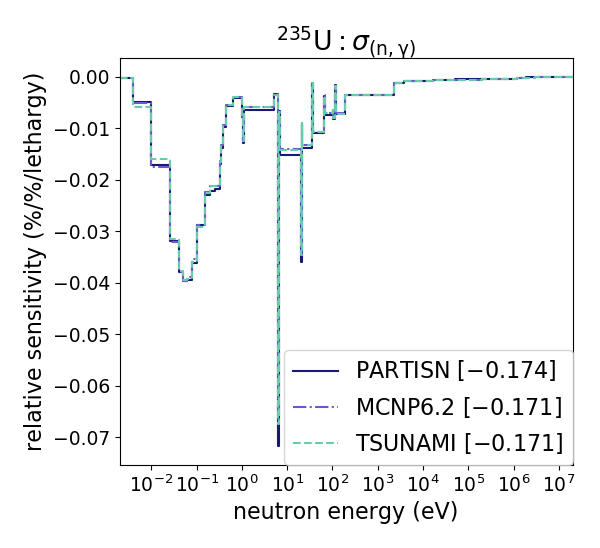 ²³⁵U : σ₍ₙ, ᵧ₎
relative sensitivity (%/%/lethargy)
0.00
−0.01
−0.02
−0.03
−0.04
−0.05
−0.06
−0.07
PARTISN [−0.174]
MCNP6.2 [−0.171]
TSUNAMI [−0.171]
10⁻² 10⁻¹ 10⁰ 10¹ 10² 10³ 10⁴ 10⁵ 10⁶ 10⁷
neutron energy (eV)